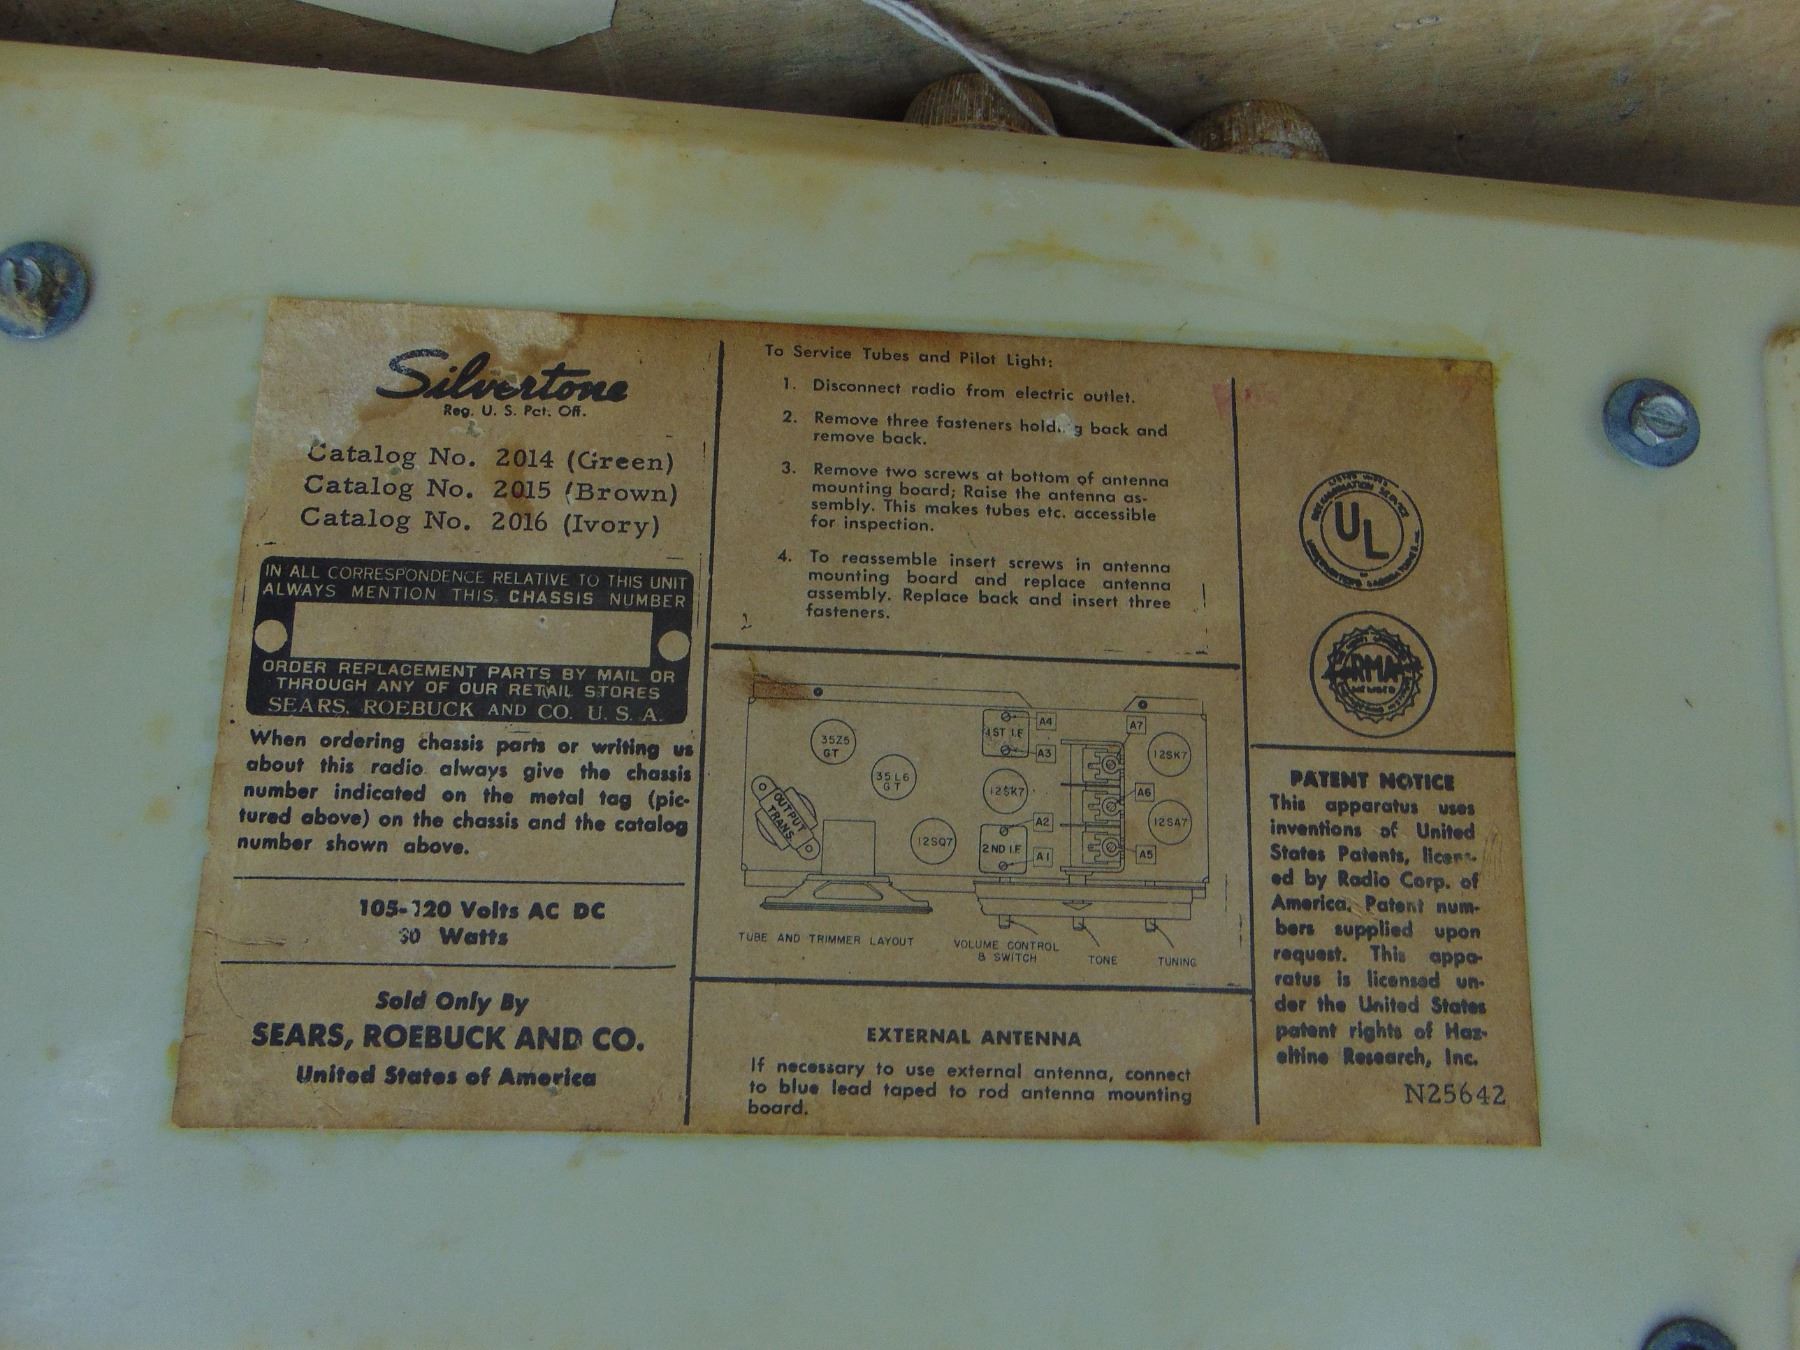 Silvertone
Reg. U. S. Pat. Off.
Catalog No. 2014 (Green)
Catalog No. 2015 (Brown)
Catalog No. 2016 (Ivory)
IN ALL CORRESPONDENCE RELATIVE TO THIS UNIT
ALWAYS MENTION THIS CHASSIS NUMBER
ORDER REPLACEMENT PARTS BY MAIL OR
THROUGH ANY OF OUR RETAIL STORES
SEARS, ROEBUCK AND CO. U. S. A.
When ordering chassis parts or writing us
about this radio always give the chassis
number indicated on the metal tag (pic-
tured above) on the chassis and the catalog
number shown above.
105-120 Volts AC DC
30 Watts
Sold Only By
SEARS, ROEBUCK AND CO.
United States of America
To Service Tubes and Pilot Light:
1. Disconnect radio from electric outlet.
2. Remove three fasteners holding back and
remove back.
3. Remove two screws at bottom of antenna
mounting board; Raise the antenna as-
sembly. This makes tubes etc. accessible
for inspection.
4. To reassemble insert screws in antenna
mounting board and replace antenna
assembly. Replace back and insert three
fasteners.
35Z5
GT
35L6
GT
OUTPUT
TRANS.
12SQ7
1ST I.F
A4
A3
12SK7
A2
2ND I.F
A1
A7
A6
A5
12SK7
12SA7
TUBE AND TRIMMER LAYOUT
VOLUME CONTROL
& SWITCH
TONE
TUNING
EXTERNAL ANTENNA
If necessary to use external antenna, connect
to blue lead taped to rod antenna mounting
board.
UL
RMA
PATENT NOTICE
This apparatus uses
inventions of United
States Patents, licens-
ed by Radio Corp. of
America. Patent num-
bers supplied upon
request. This appa-
ratus is licensed un-
der the United States
patent rights of Haz-
eltine Research, Inc.
N25642